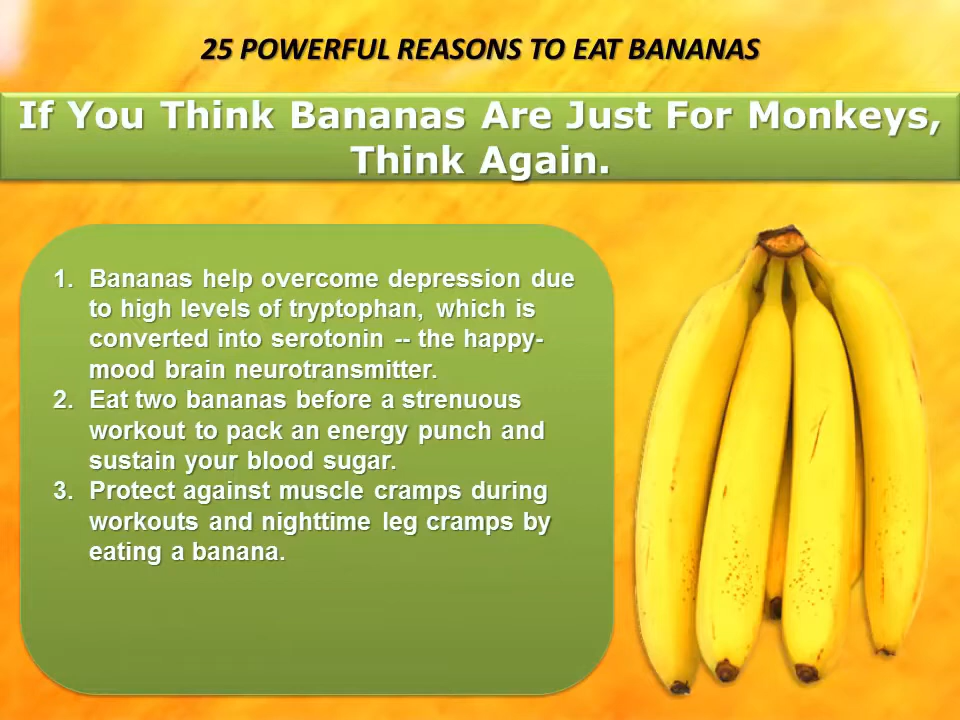 25 POWERFUL REASONS TO EAT BANANAS
If You Think Bananas Are Just For Monkeys,
Think Again.
1. Bananas help overcome depression due
to high levels of tryptophan, which is
converted into serotonin -- the happy-
mood brain neurotransmitter.
2. Eat two bananas before a strenuous
workout to pack an energy punch and
sustain your blood sugar.
3. Protect against muscle cramps during
workouts and nighttime leg cramps by
eating a banana.